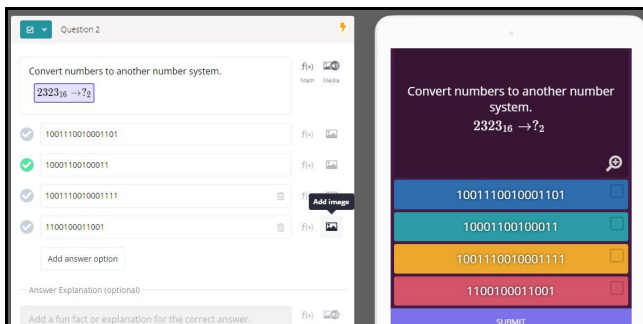 Question 2
Convert numbers to another number system.
2323₁₆ →?₂
f(x)
Math Media
1001110010001101
f(x)
10001100100011
f(x)
1001110010001111
Add image
1100100011001
f(x)
Add answer option
Answer Explanation (optional)
Add a fun fact or explanation for the correct answer.
f(x)
Convert numbers to another number
system.
2323₁₆ →?₂
1001110010001101
10001100100011
1001110010001111
1100100011001
SUBMIT